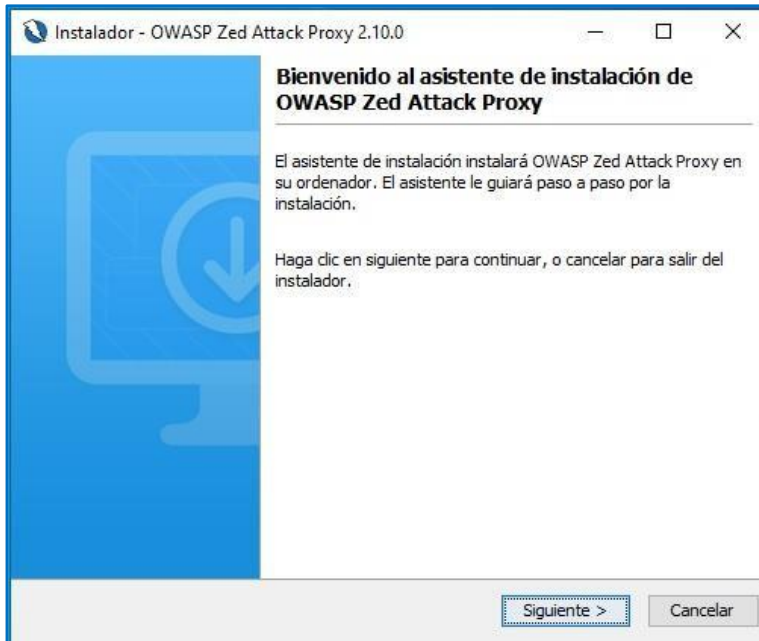 Instalador - OWASP Zed Attack Proxy 2.10.0
Bienvenido al asistente de instalación de
OWASP Zed Attack Proxy
El asistente de instalación instalará OWASP Zed Attack Proxy en
su ordenador. El asistente le guiará paso a paso por la
instalación.
Haga clic en siguiente para continuar, o cancelar para salir del
instalador.
Siguiente >
Cancelar